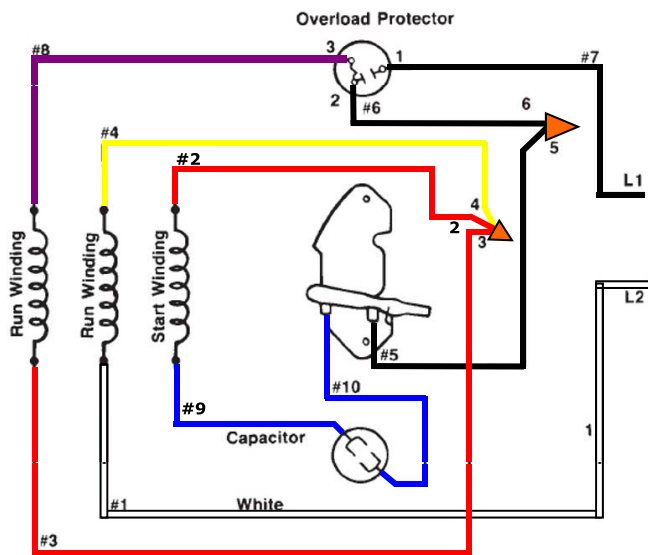 Overload Protector
#8
3
1
#7
2
#6
6
5
#4
#2
L1
4
2
3
Run Winding
Run Winding
Start Winding
L2
#5
#10
#9
Capacitor
1
#1
White
#3